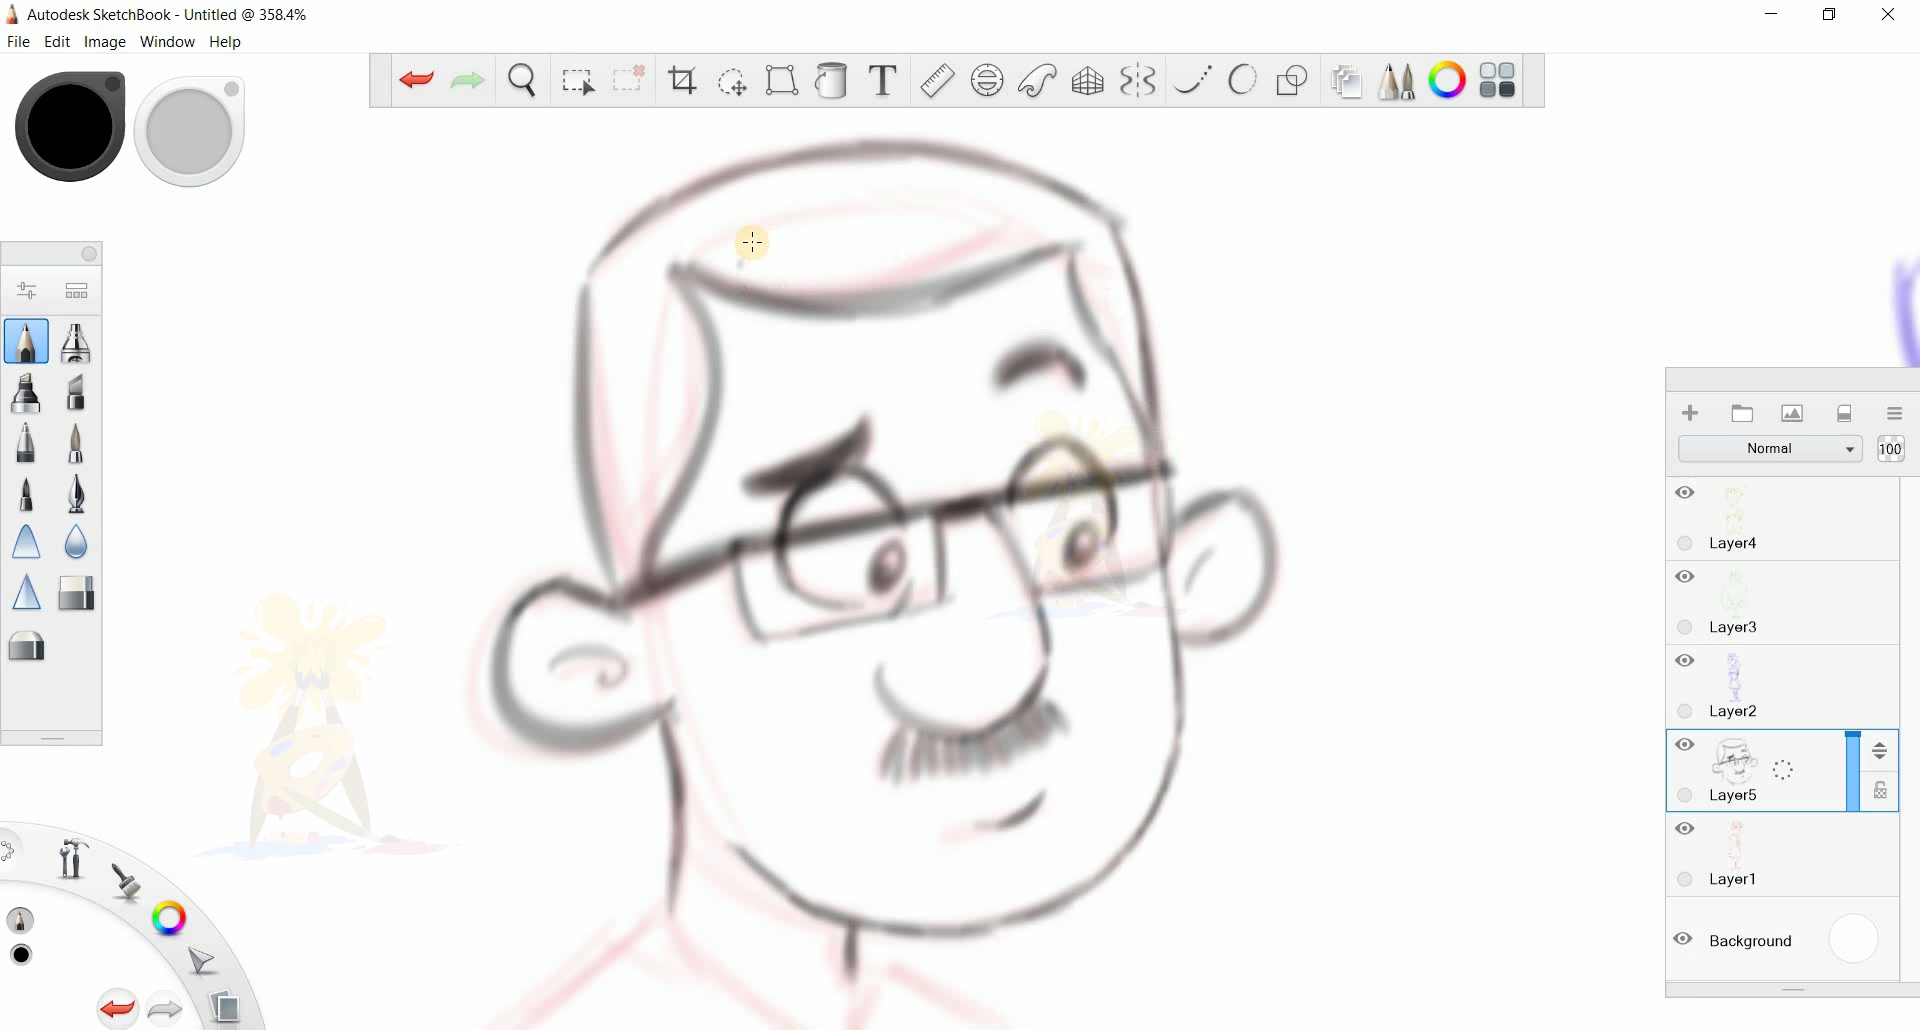 Autodesk SketchBook - Untitled @ 358.4%
File Edit Image Window Help
T
Normal 100
Layer4
Layer3
Layer2
Layer5
Layer1
Background